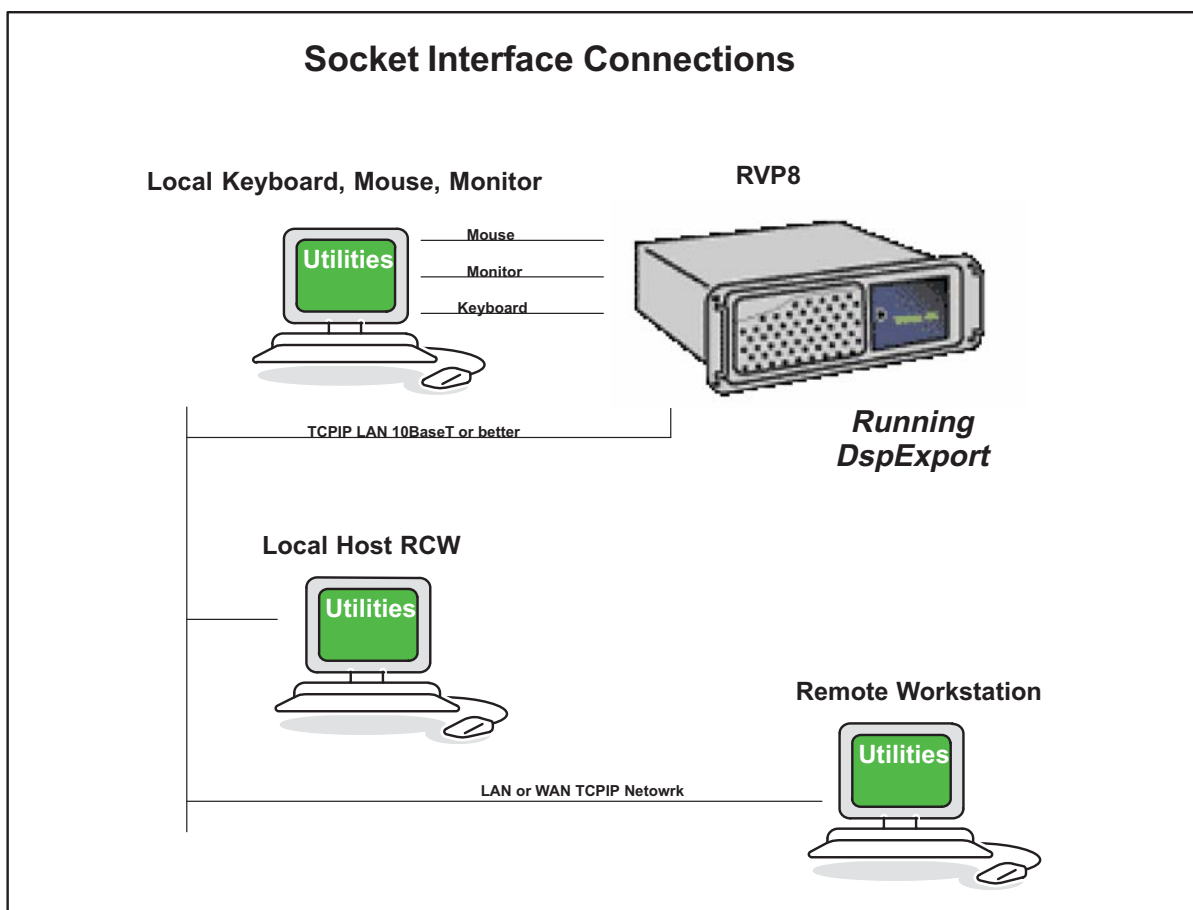 Socket Interface Connections
Local Keyboard, Mouse, Monitor
RVP8
Utilities
Mouse
Monitor
Keyboard
TCPIP LAN 10BaseT or better
Running
DspExport
Local Host RCW
Utilities
Remote Workstation
Utilities
LAN or WAN TCPIP Netowrk